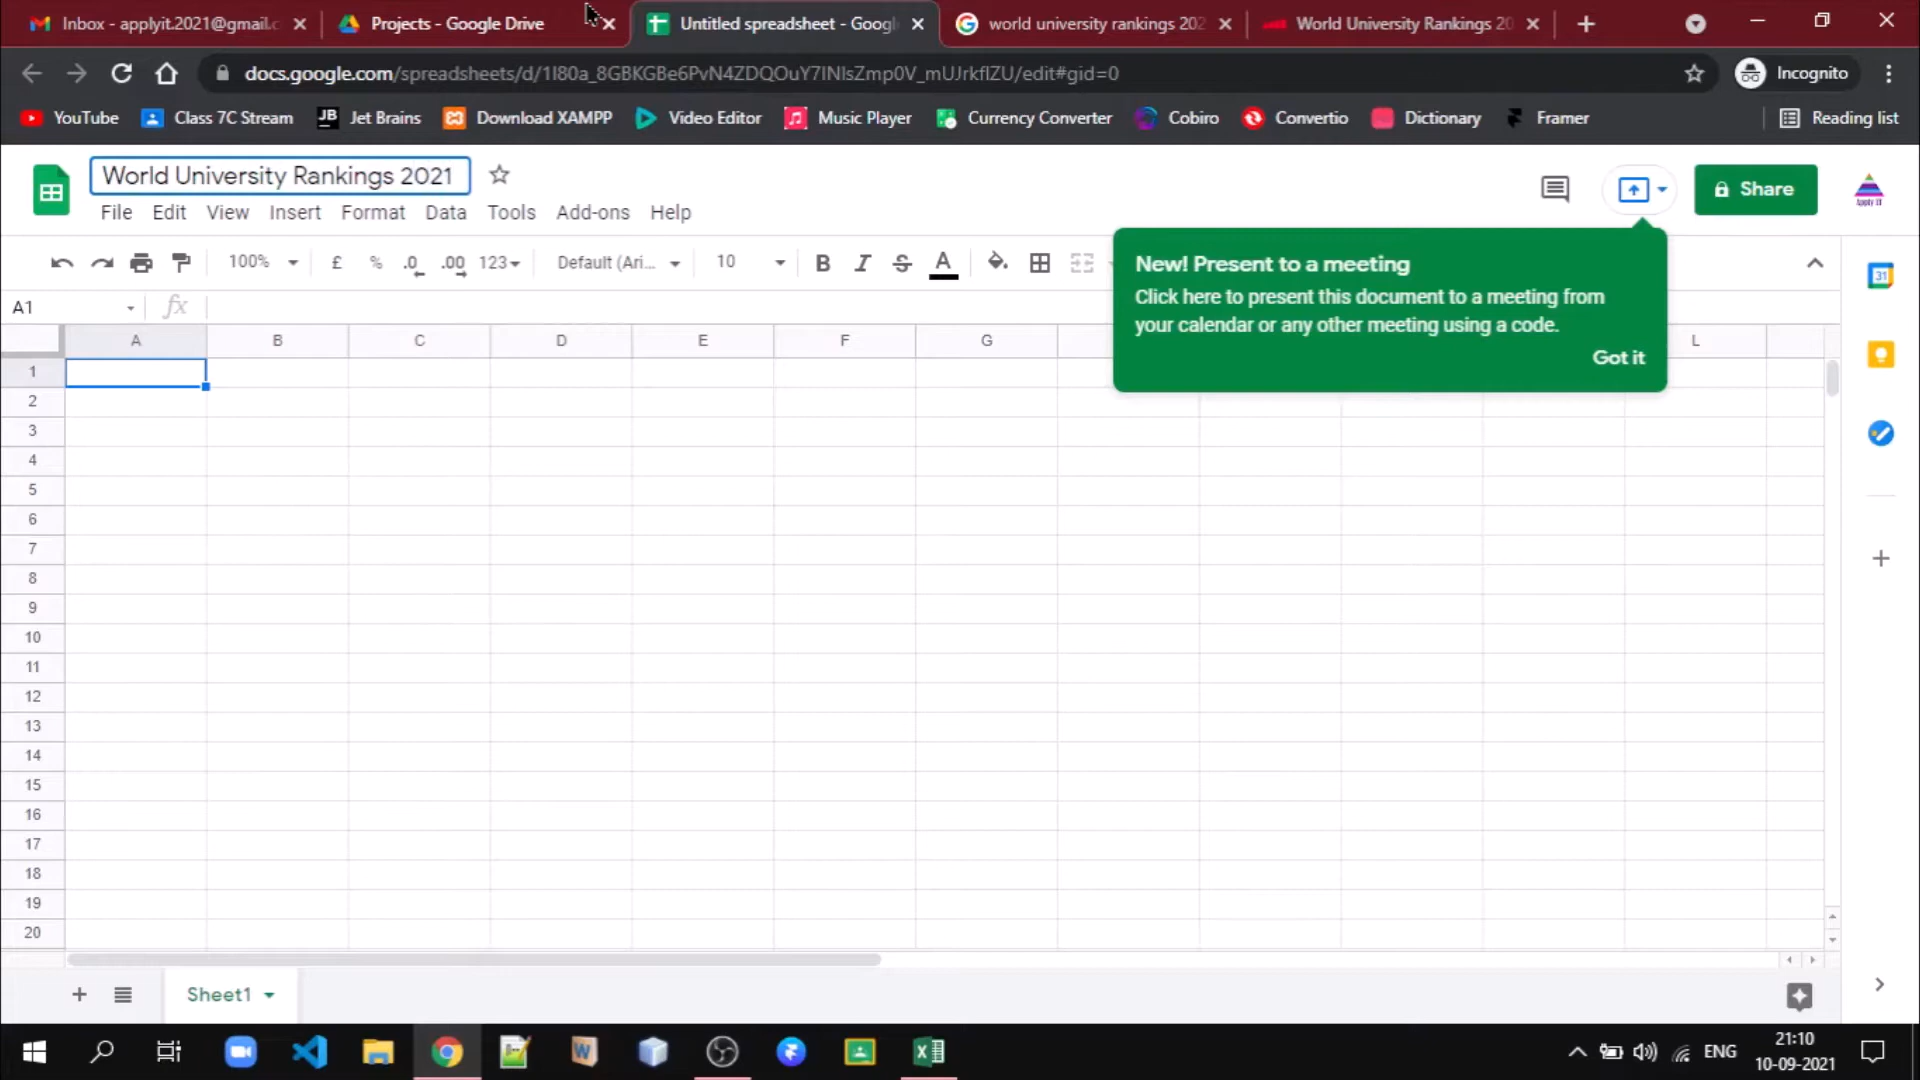 Inbox - applyit.2021@gmail.c
Projects - Google Drive
Untitled spreadsheet - Googl
world university rankings 202
World University Rankings 20
docs.google.com/spreadsheets/d/1I80a_8GBKGBe6PvN4ZDQOuY7INIsZmp0V_mUJrkfIZU/edit#gid=0
Incognito
YouTube
Class 7C Stream
JB
Jet Brains
Download XAMPP
Video Editor
Music Player
Currency Converter
Cobiro
Convertio
Dictionary
Framer
Reading list
World University Rankings 2021
File Edit View Insert Format Data Tools Add-ons Help
Share
Apply IT
100%
£ % .0 .00 123
Default (Ari...
10
B I S A
New! Present to a meeting
Click here to present this document to a meeting from
your calendar or any other meeting using a code.
Got it
31
A1
fx
A B C D E F G L
1
2
3
4
5
6
7
8
9
10
11
12
13
14
15
16
17
18
19
20
Sheet1
ENG
21:10
10-09-2021